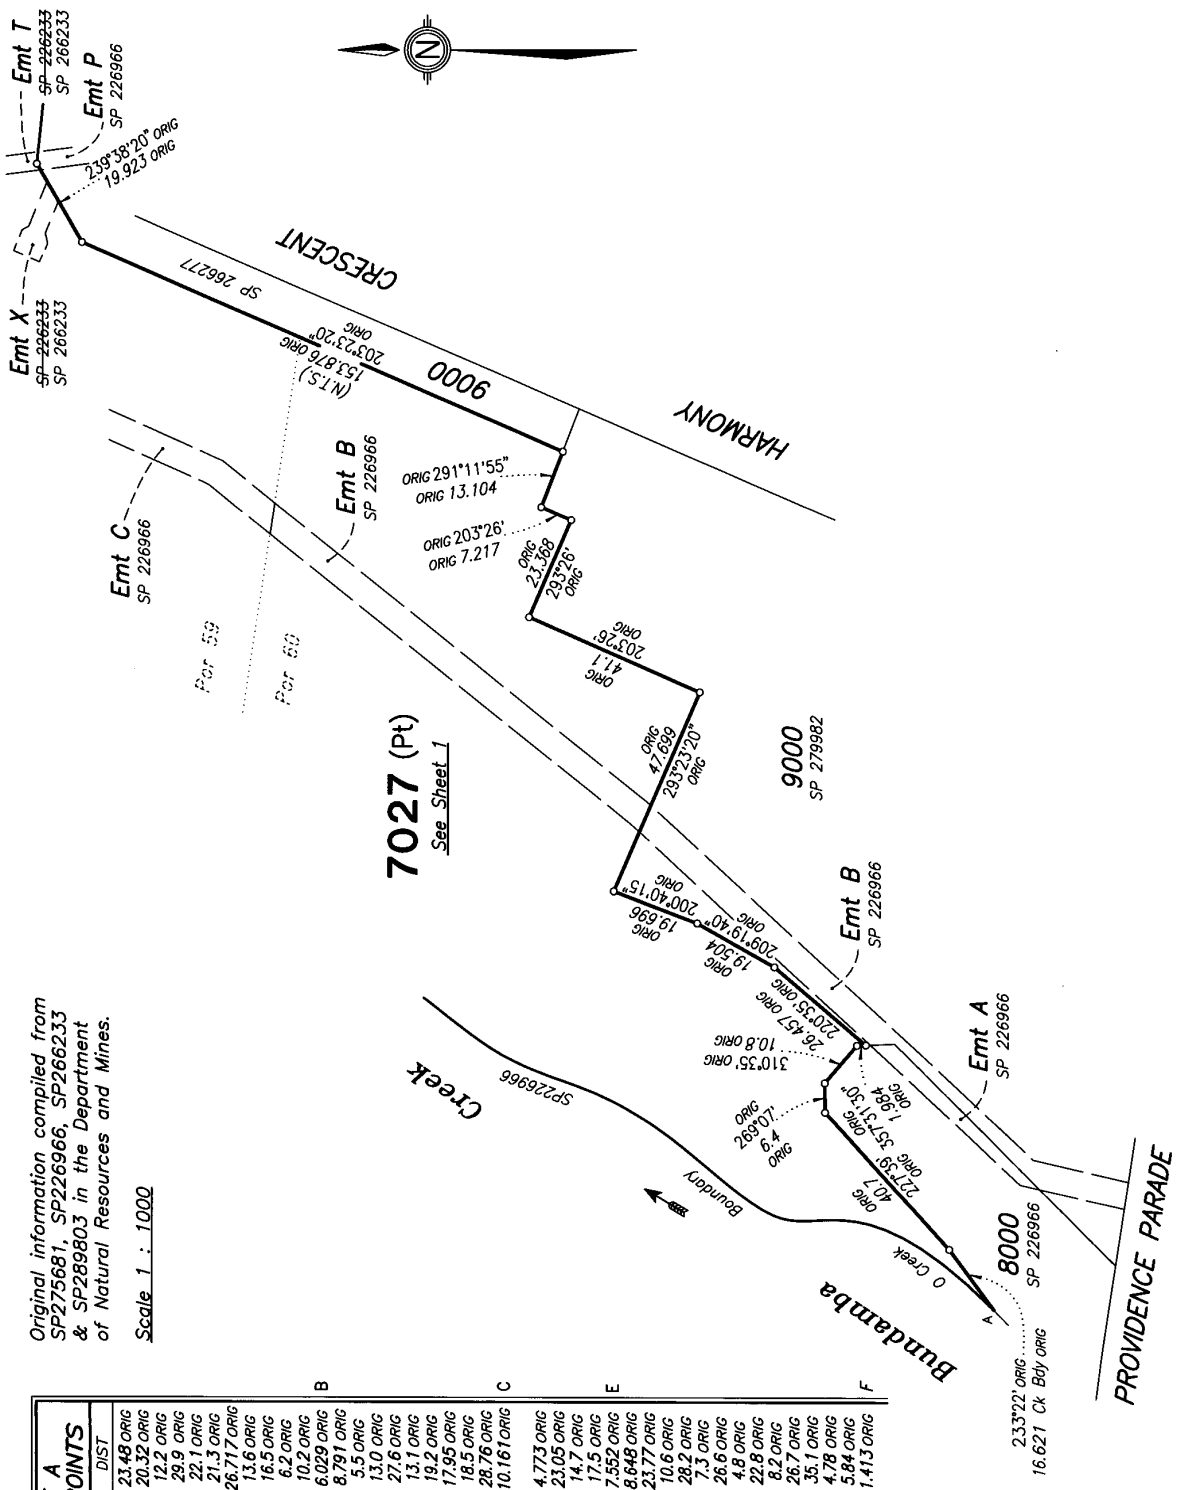 Original information compiled from
SP275681, SP226966, SP266233
& SP289803 in the Department
of Natural Resources and Mines.
Scale 1 : 1000
N
Emt T
SP 226233
SP 266233
Emt P
SP 226966
239°38'20" ORIG
19.923 ORIG
Emt X
SP 226233
SP 266233
SP 266277
CRESCENT
HARMONY
9000
203°23'20"
ORIG
153.876 ORIG
(N.T.S.)
Emt C
SP 226966
Emt B
SP 226966
Por 59
Por 60
ORIG 291°11'55"
ORIG 13.104
ORIG 203°26'
ORIG 7.217
ORIG
23.368
293°26'
ORIG
203°26'
ORIG
41.1
ORIG
7027 (Pt)
See Sheet 1
ORIG
47.699
293°23'20"
ORIG
9000
SP 279982
200°40'15"
ORIG
19.696
ORIG
209°19'40"
ORIG
19.504
ORIG
220°35' ORIG
26.457 ORIG
310°35' ORIG
10.8 ORIG
357°31'30"
1.984
ORIG
ORIG
269°07'
6.4
ORIG
ORIG
227°39'
ORIG
40.7
ORIG
Emt B
SP 226966
Emt A
SP 226966
Creek
SP226966
Boundary
O Creek
Bundamba
A
8000
SP 226966
233°22' ORIG
16.621 Ck Bdy ORIG
PROVIDENCE PARADE
A
POINTS
DIST
23.48 ORIG
20.32 ORIG
12.2 ORIG
29.9 ORIG
22.1 ORIG
21.3 ORIG
26.717 ORIG
13.6 ORIG
16.5 ORIG
6.2 ORIG
10.2 ORIG
6.029 ORIG B
8.791 ORIG
5.5 ORIG
13.0 ORIG
27.6 ORIG
13.1 ORIG
19.2 ORIG
17.95 ORIG
18.5 ORIG
28.76 ORIG
10.161 ORIG C
4.773 ORIG
23.05 ORIG
14.7 ORIG
17.5 ORIG
7.552 ORIG E
8.648 ORIG
23.77 ORIG
10.6 ORIG
28.2 ORIG
7.3 ORIG
26.6 ORIG
4.8 ORIG
22.8 ORIG
8.2 ORIG
26.7 ORIG
35.1 ORIG
4.78 ORIG
5.84 ORIG
1.413 ORIG F